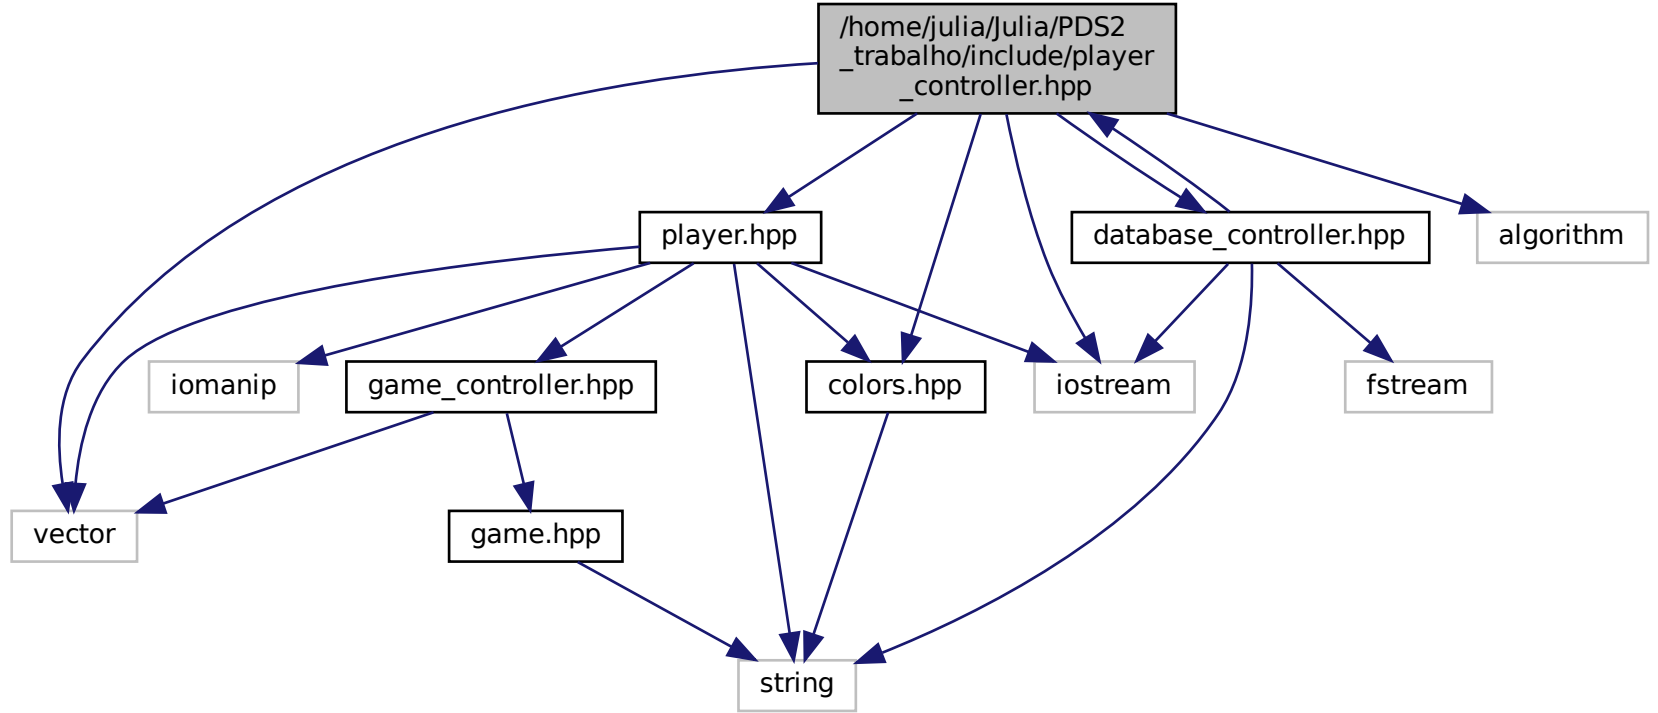 /home/julia/Julia/PDS2
_trabalho/include/player
_controller.hpp
player.hpp
database_controller.hpp
algorithm
iomanip
game_controller.hpp
colors.hpp
iostream
fstream
vector
game.hpp
string